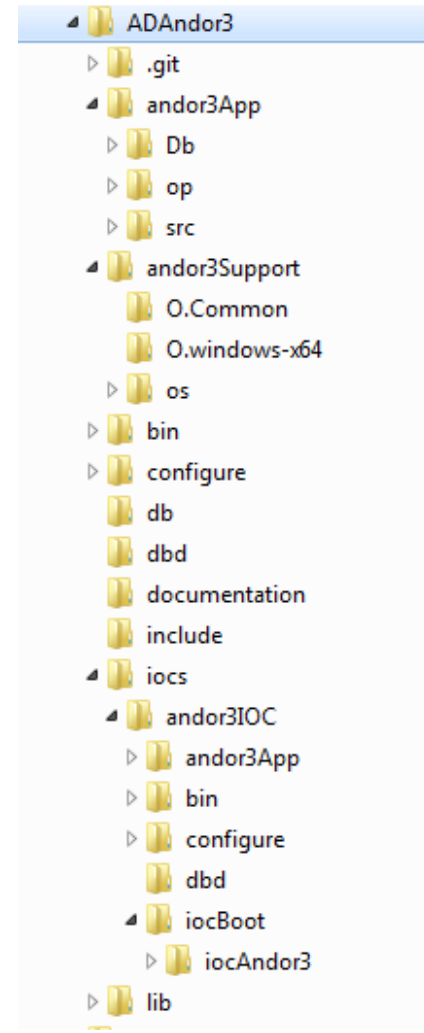 ADAndor3
.git
andor3App
Db
op
src
andor3Support
O.Common
O.windows-x64
os
bin
configure
db
dbd
documentation
include
iocs
andor3IOC
andor3App
bin
configure
dbd
iocBoot
iocAndor3
lib